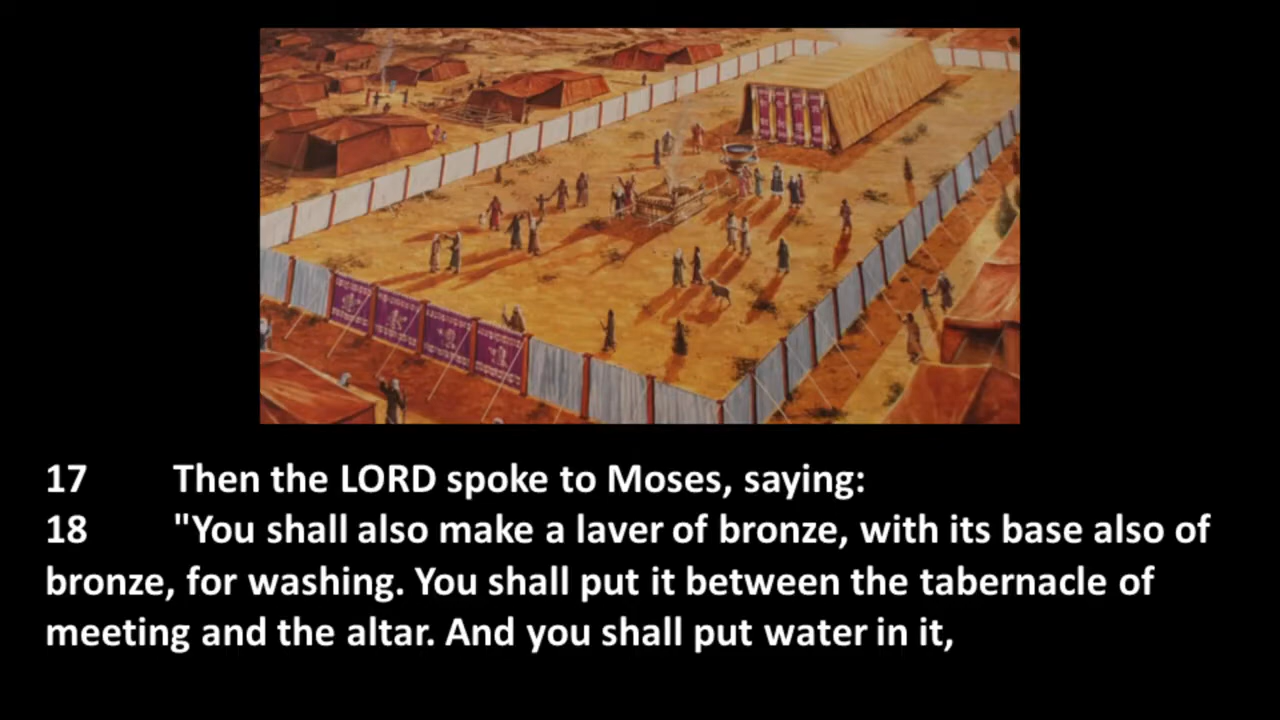 17 Then the LORD spoke to Moses, saying:
18 "You shall also make a laver of bronze, with its base also of
bronze, for washing. You shall put it between the tabernacle of
meeting and the altar. And you shall put water in it,